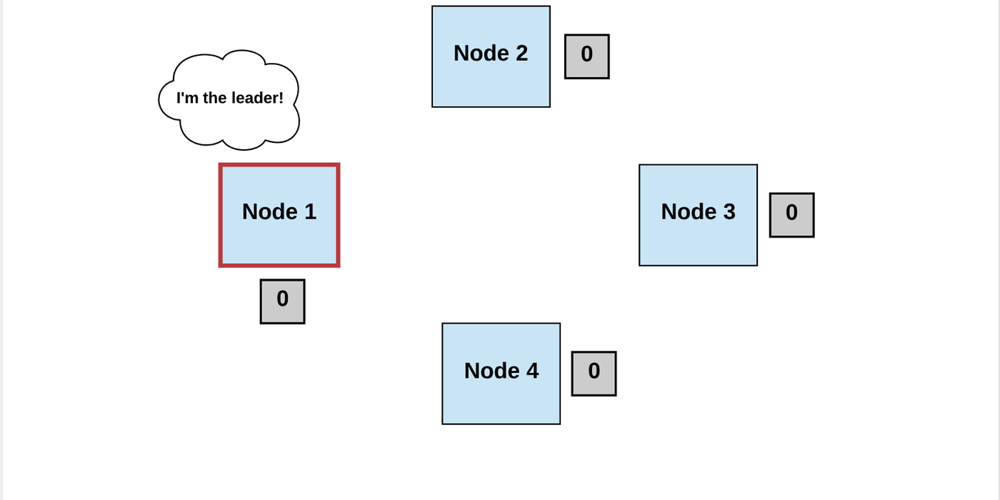 Node 2
0
I'm the leader!
Node 1
0
Node 3
0
Node 4
0